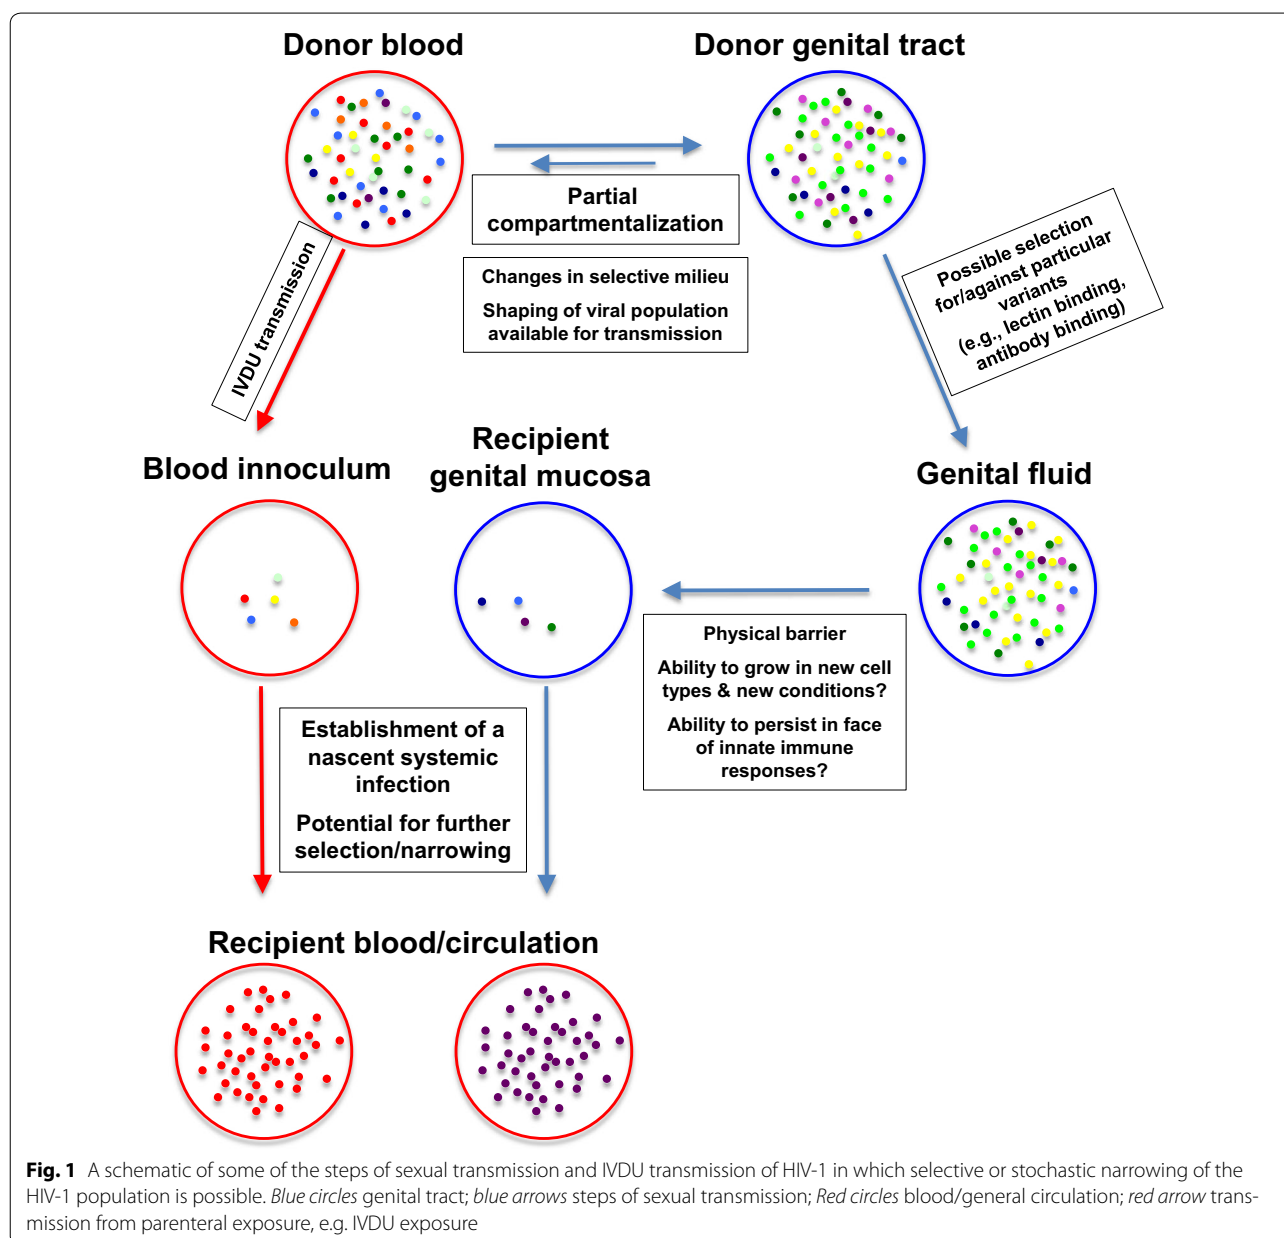 Donor blood
Donor genital tract
Partial
compartmentalization
Changes in selective milieu
Shaping of viral population
available for transmission
IVDU transmission
Possible selection
for/against particular
variants
(e.g., lectin binding,
antibody binding)
Blood innoculum
Recipient
genital mucosa
Genital fluid
Physical barrier
Ability to grow in new cell
types & new conditions?
Ability to persist in face
of innate immune
responses?
Establishment of a
nascent systemic
infection
Potential for further
selection/narrowing
Recipient blood/circulation
Fig. 1 A schematic of some of the steps of sexual transmission and IVDU transmission of HIV-1 in which selective or stochastic narrowing of the
HIV-1 population is possible. Blue circles genital tract; blue arrows steps of sexual transmission; Red circles blood/general circulation; red arrow trans-
mission from parenteral exposure, e.g. IVDU exposure